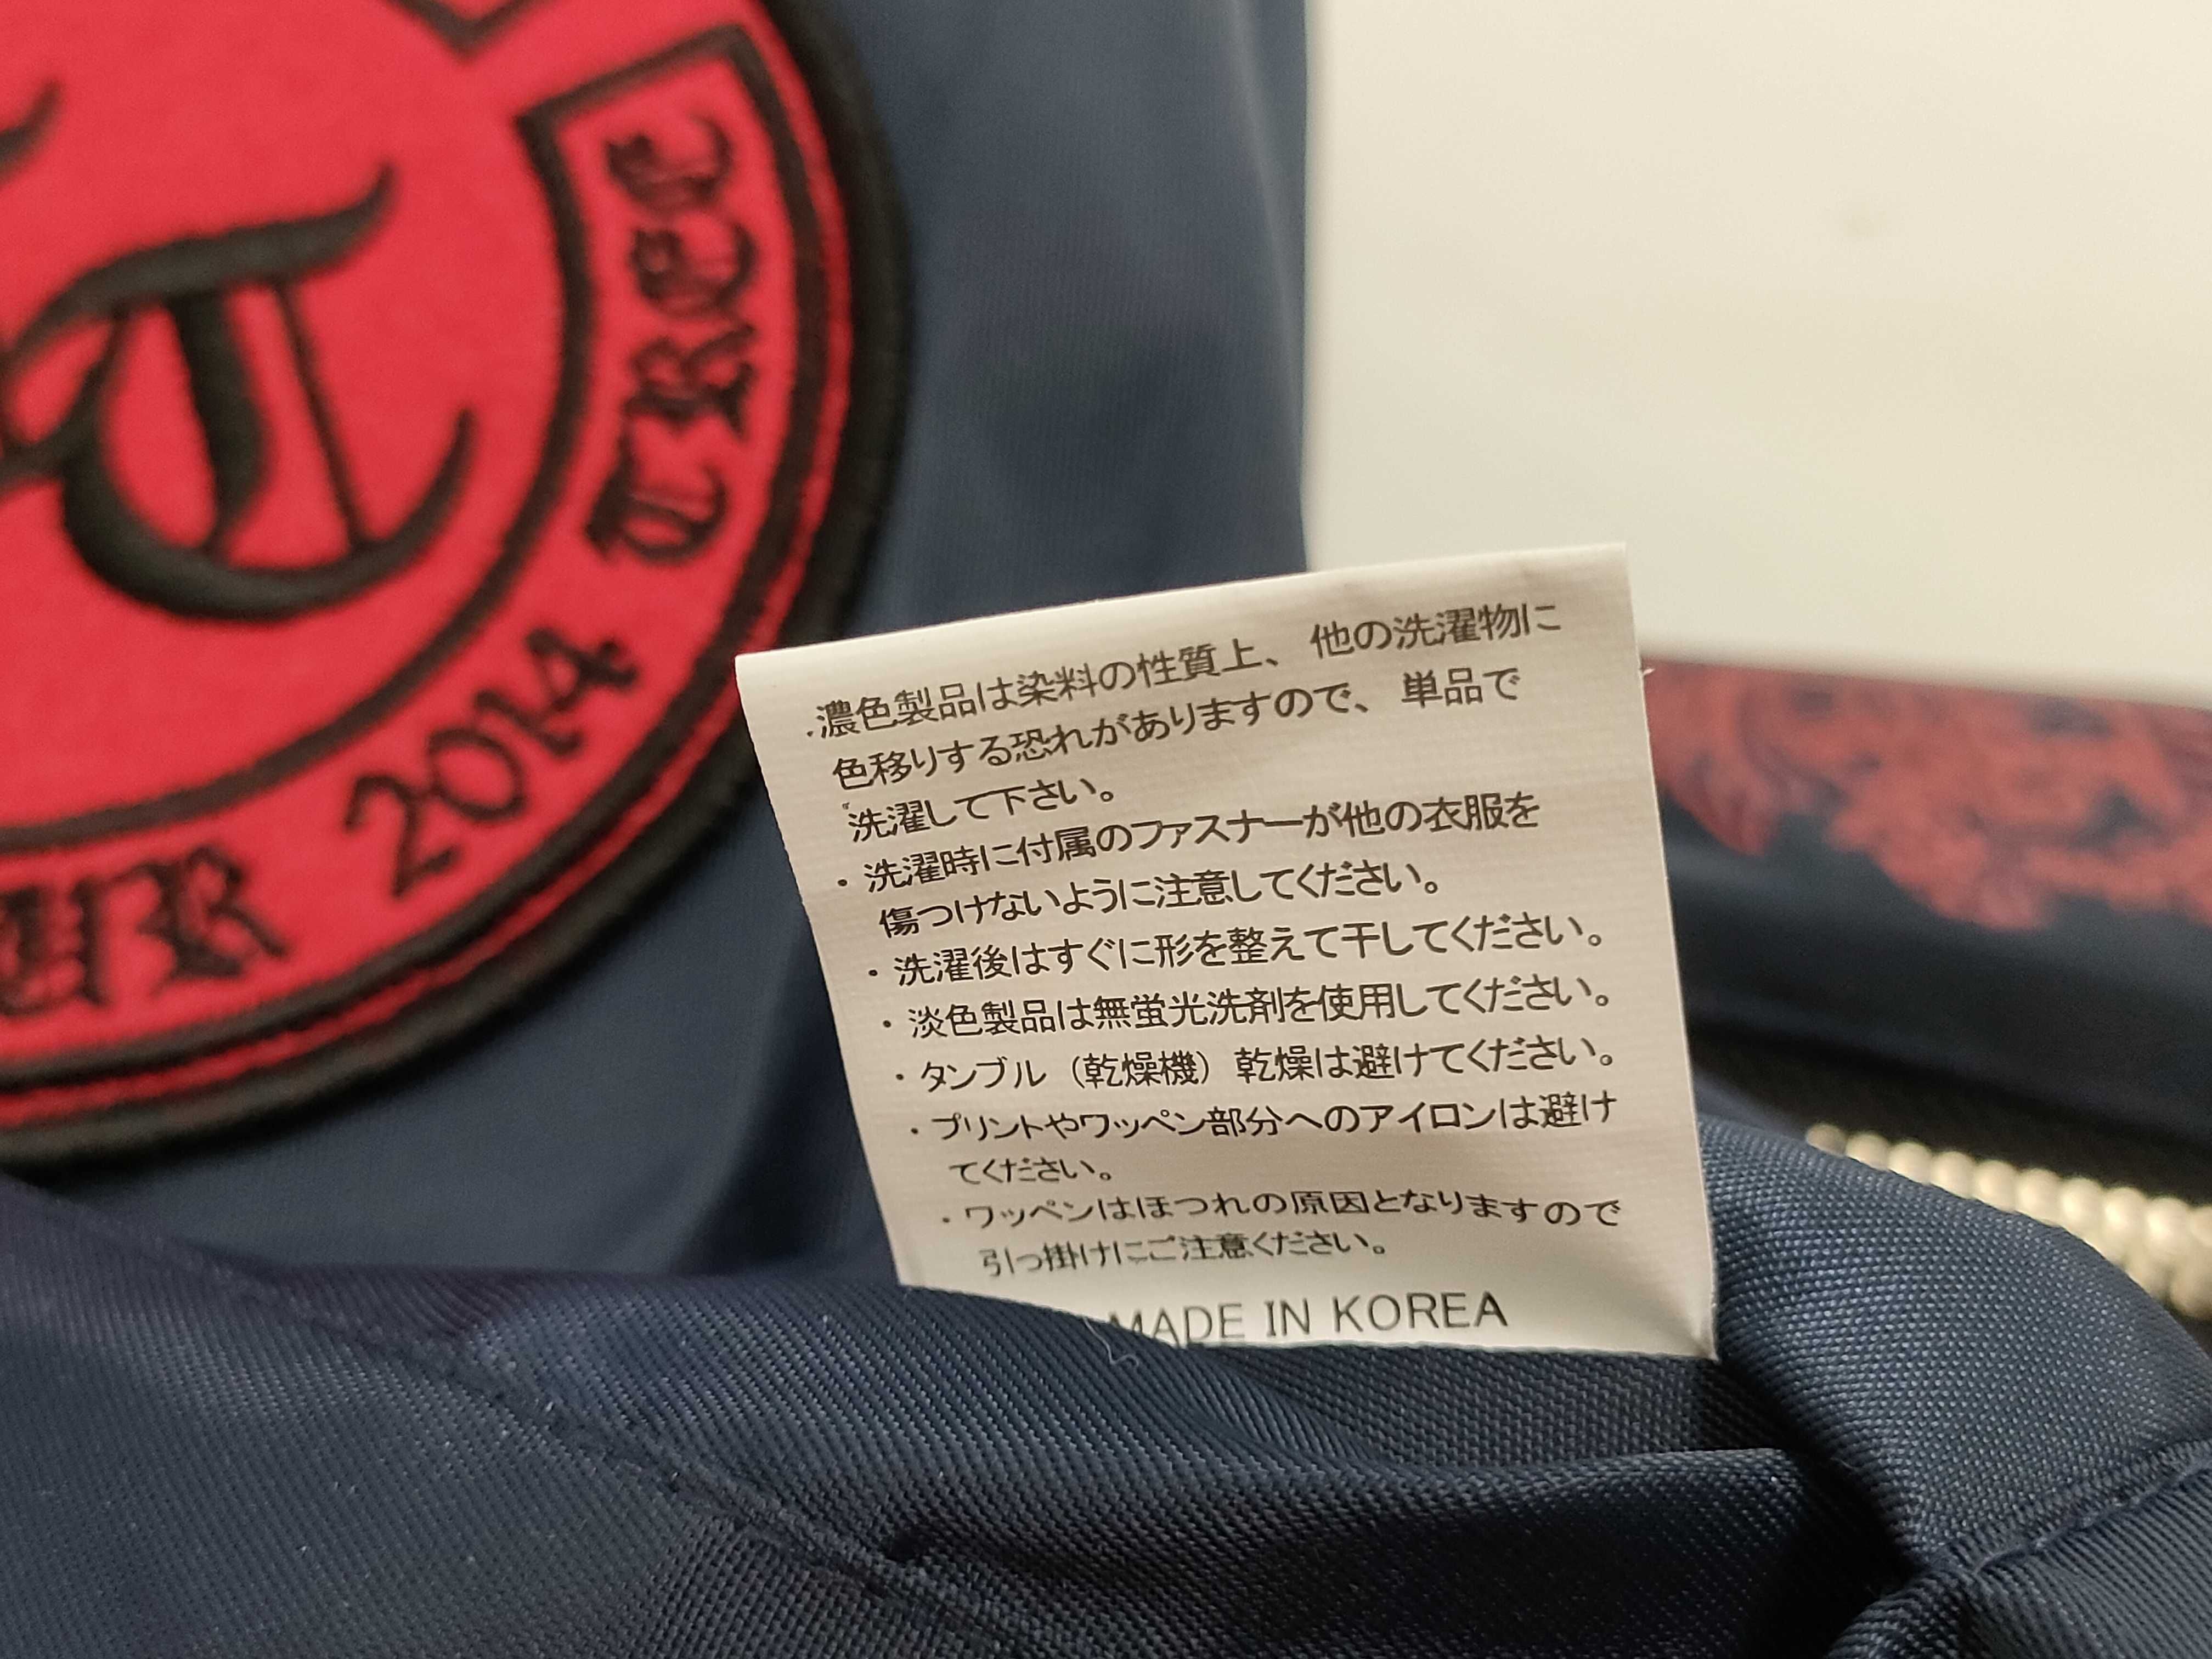 TREE
2014
UR
T
・濃色製品は染料の性質上、他の洗濯物に
色移りする恐れがありますので、単品で
洗濯して下さい。
・洗濯時に付属のファスナーが他の衣服を
傷つけないように注意してください。
・洗濯後はすぐに形を整えて干してください。
・淡色製品は無蛍光洗剤を使用してください。
・タンブル（乾燥機）乾燥は避けてください。
・プリントやワッペン部分へのアイロンは避け
てください。
・ワッペンはほつれの原因となりますので
引っ掛けにご注意ください。
MADE IN KOREA